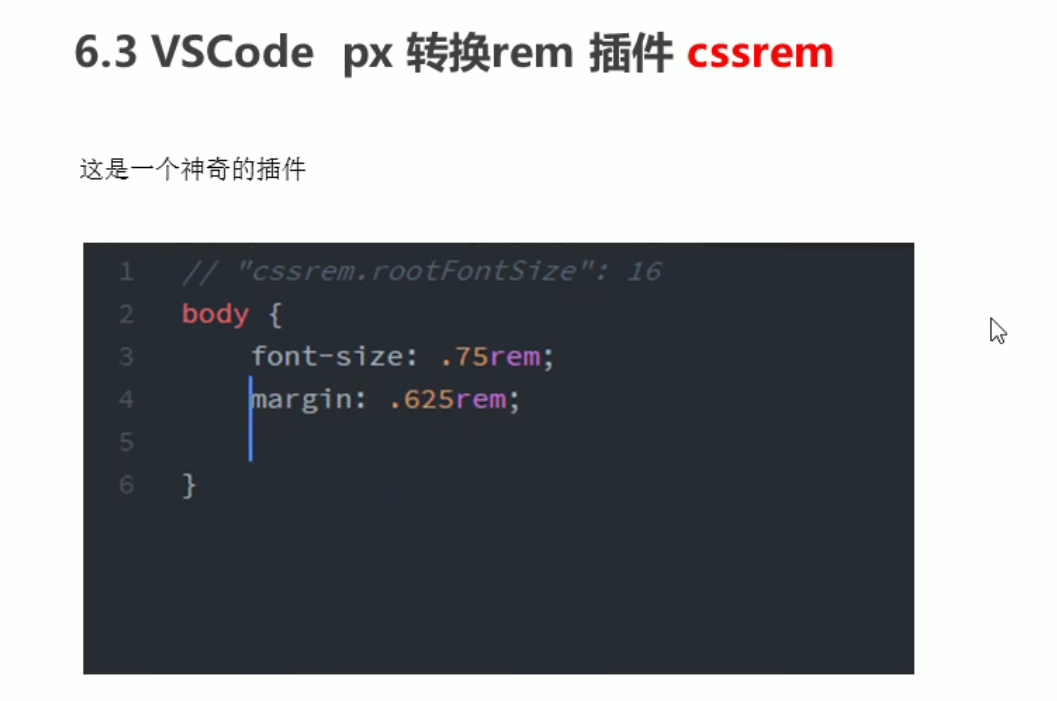 6.3 VSCode px 转换rem 插件 cssrem
这是一个神奇的插件
1 // "cssrem.rootFontSize": 16
2 body {
3 font-size: .75rem;
4 margin: .625rem;
5
6 }